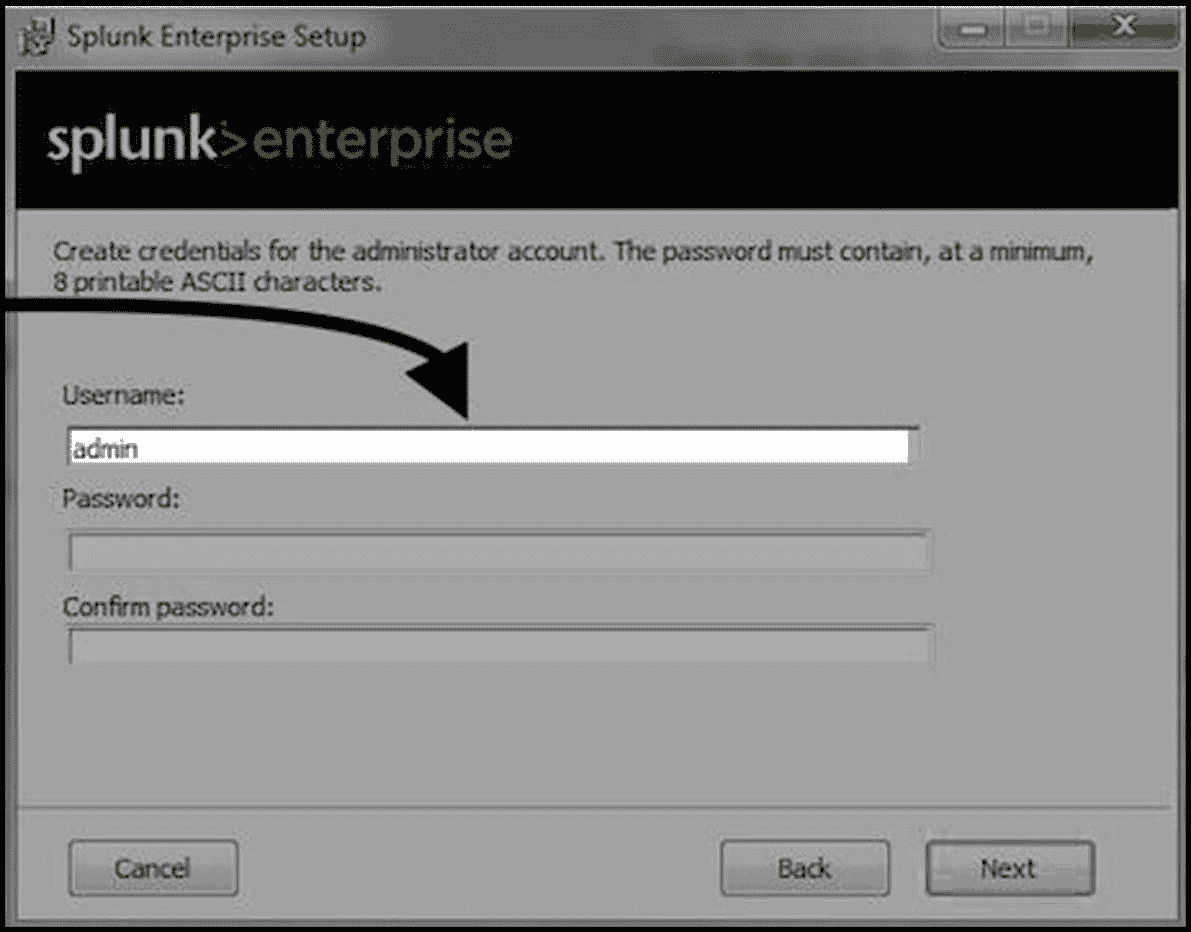 Splunk Enterprise Setup
splunk>enterprise
Create credentials for the administrator account. The password must contain, at a minimum,
8 printable ASCII characters.
Username:
admin
Password:
Confirm password:
Cancel
Back
Next